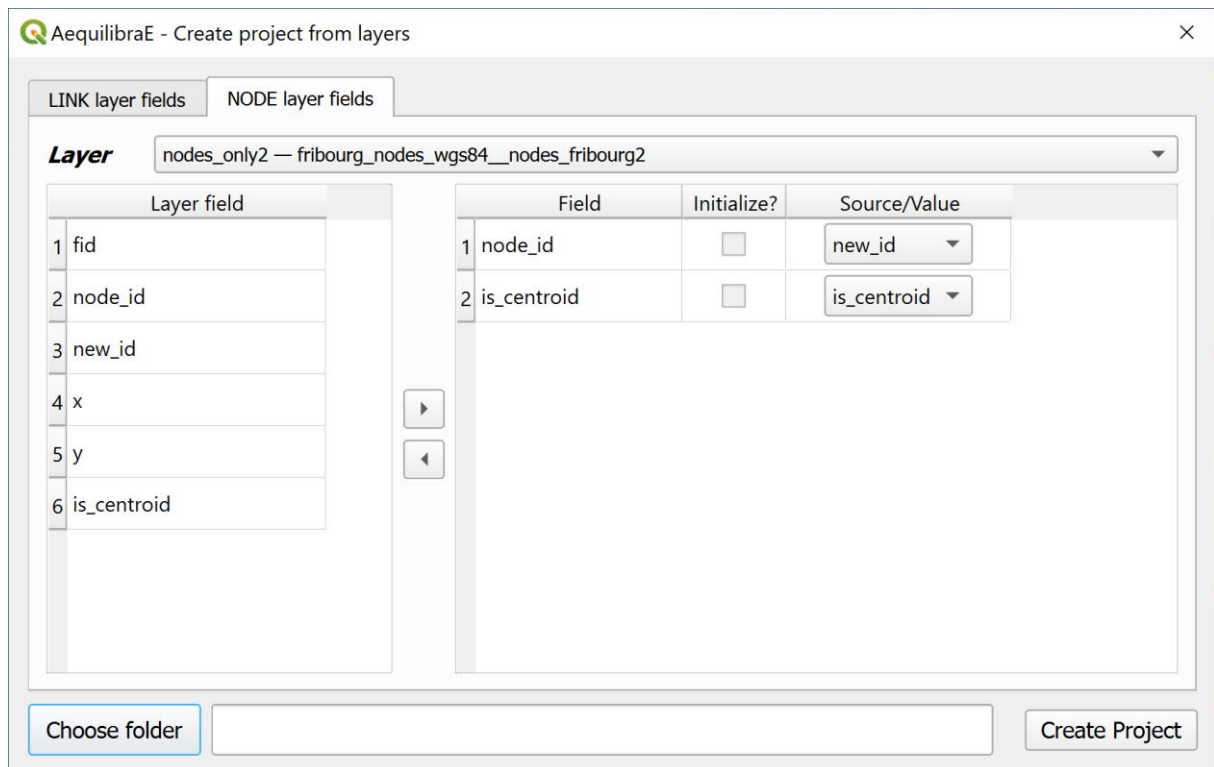 AequilibraE - Create project from layers
LINK layer fields NODE layer fields
Layer nodes_only2 — fribourg_nodes_wgs84__nodes_fribourg2
Layer field Field Initialize? Source/Value
1 fid 1 node_id new_id
2 node_id 2 is_centroid is_centroid
3 new_id
4 x
5 y
6 is_centroid
Choose folder Create Project